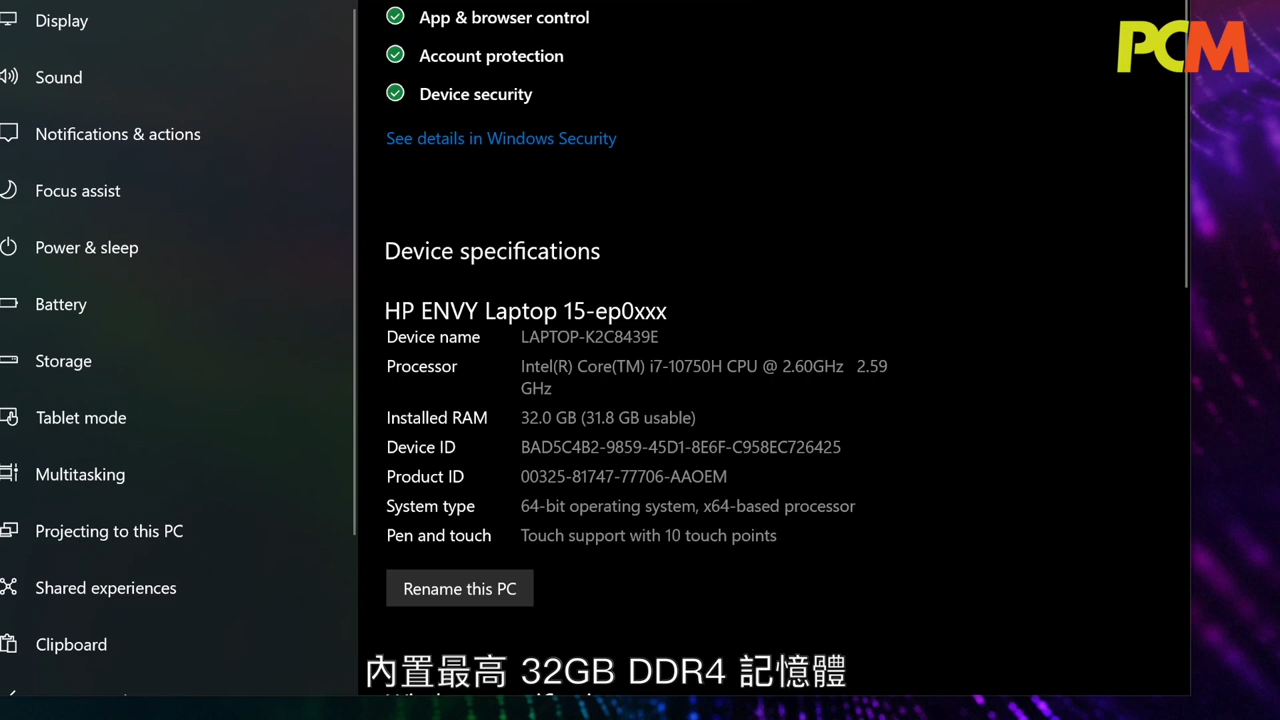 Display
Sound
Notifications & actions
Focus assist
Power & sleep
Battery
Storage
Tablet mode
Multitasking
Projecting to this PC
Shared experiences
Clipboard
App & browser control
Account protection
Device security
See details in Windows Security
Device specifications
HP ENVY Laptop 15-ep0xxx
Device name LAPTOP-K2C8439E
Processor Intel(R) Core(TM) i7-10750H CPU @ 2.60GHz 2.59
GHz
Installed RAM 32.0 GB (31.8 GB usable)
Device ID BAD5C4B2-9859-45D1-8E6F-C958EC726425
Product ID 00325-81747-77706-AAOEM
System type 64-bit operating system, x64-based processor
Pen and touch Touch support with 10 touch points
Rename this PC
內置最高 32GB DDR4 記憶體
PCM